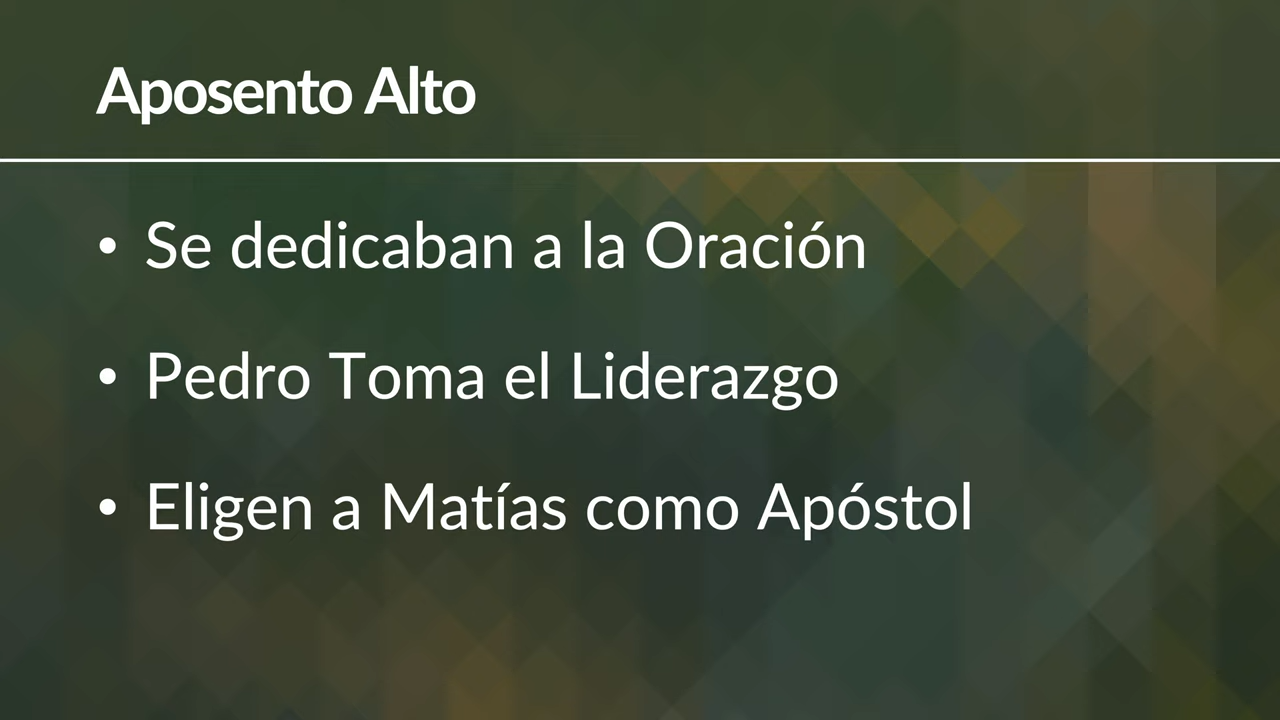 Aposento Alto
• Se dedicaban a la Oración
• Pedro Toma el Liderazgo
• Eligen a Matías como Apóstol